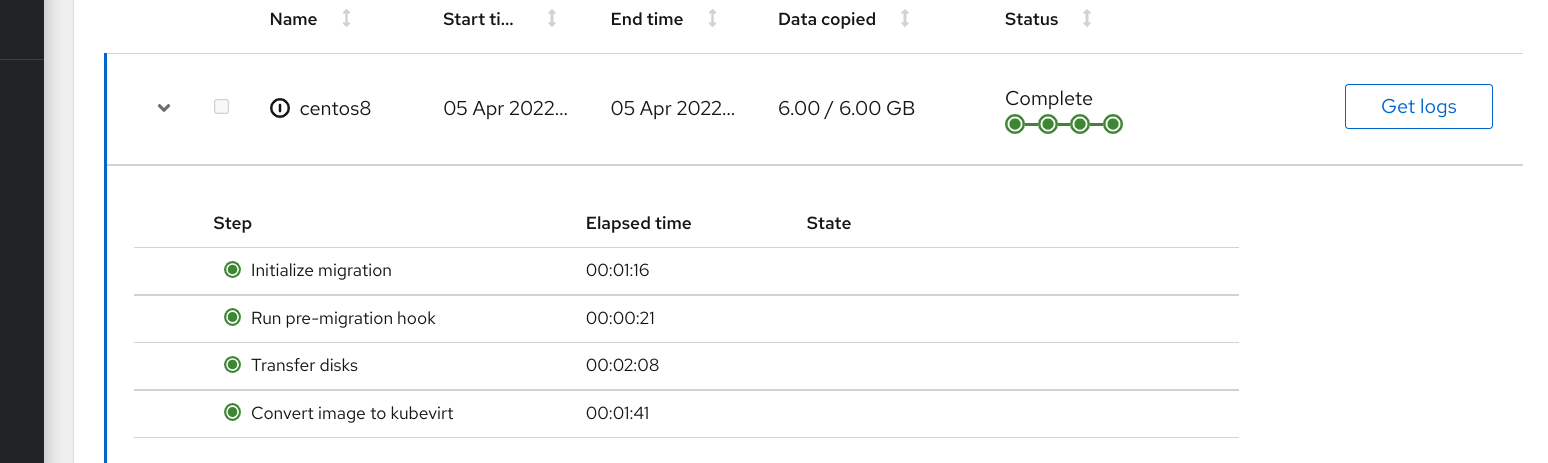 Name Start ti... End time Data copied Status
centos8 05 Apr 2022... 05 Apr 2022... 6.00 / 6.00 GB Complete Get logs
Step Elapsed time State
Initialize migration 00:01:16
Run pre-migration hook 00:00:21
Transfer disks 00:02:08
Convert image to kubevirt 00:01:41